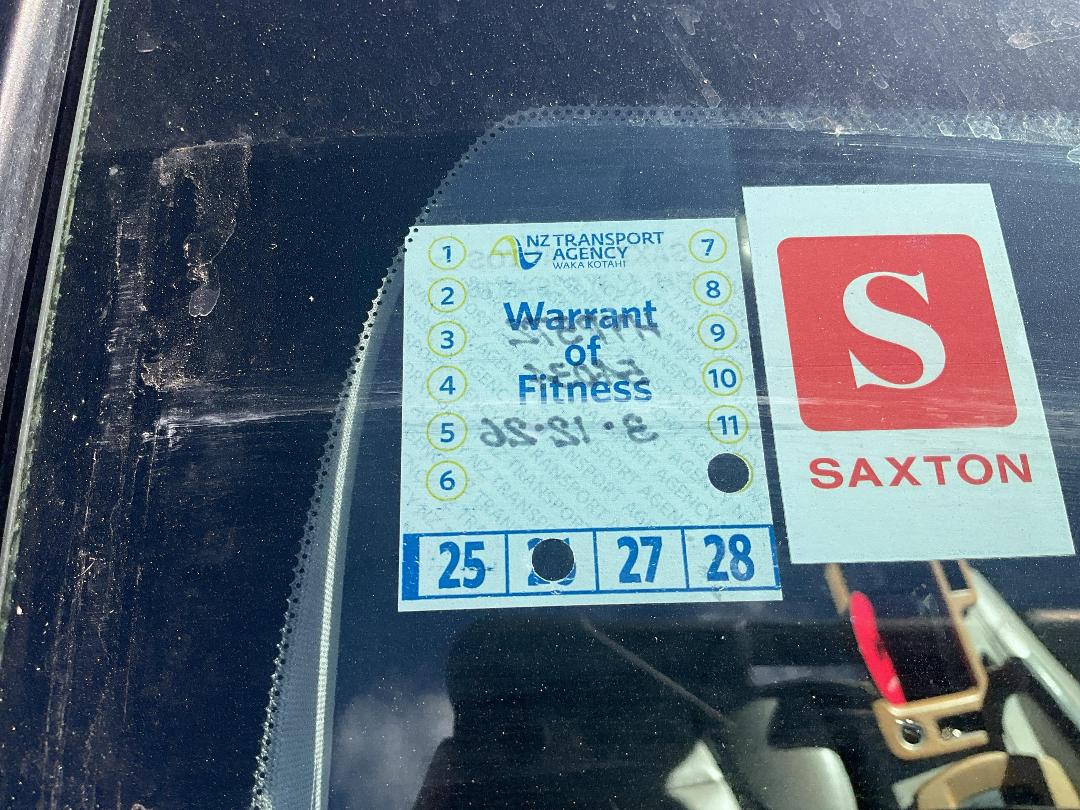 NZ TRANSPORT
AGENCY
WAKA KOTAHI
Warrant
of
Fitness
3·12·26
1
2
3
4
5
6
7
8
9
10
11
25
27
28
S
SAXTON